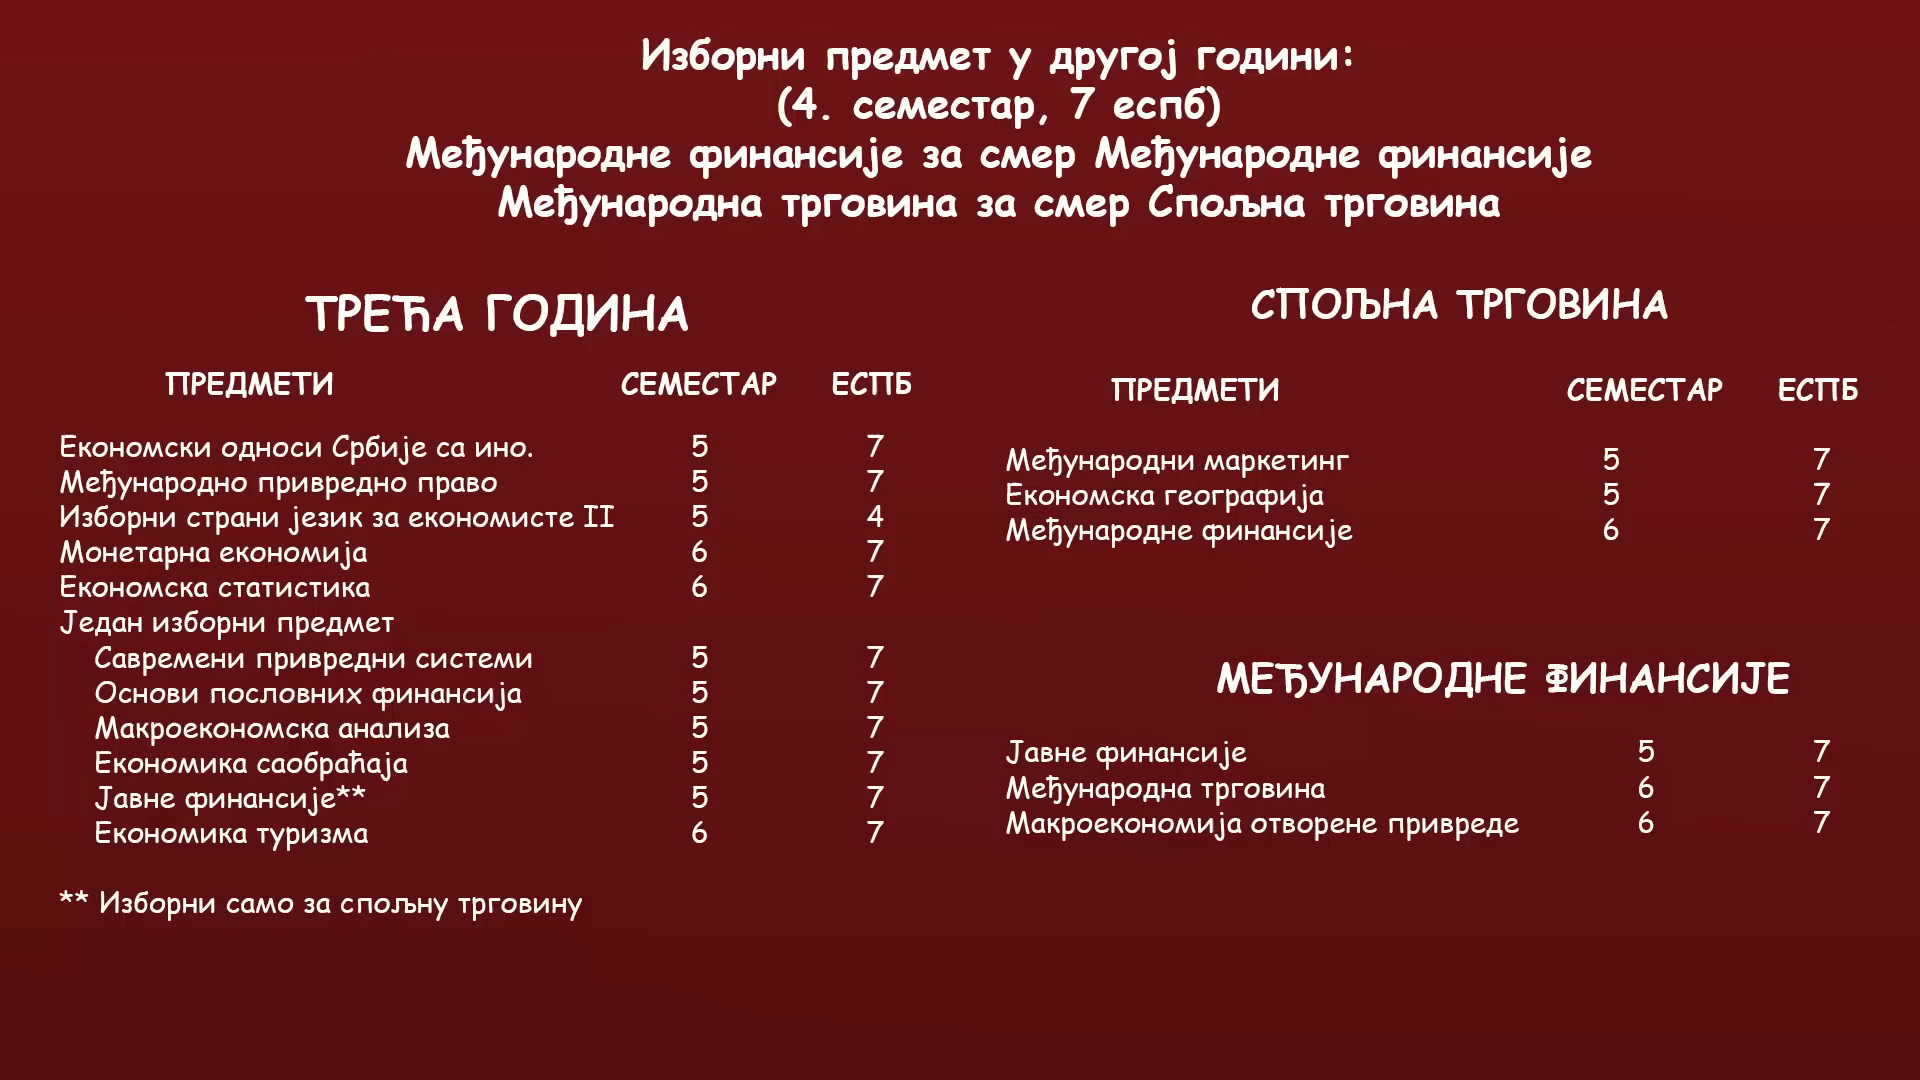 Изборни предмет у другој години:
(4. семестар, 7 еспб)
Међународне финансије за смер Међународне финансије
Међународна трговина за смер Спољна трговина
ТРЕЋА ГОДИНА
ПРЕДМЕТИ СЕМЕСТАР ЕСПБ
Економски односи Србије са ино. 5 7
Међународно привредно право 5 7
Изборни страни језик за економисте II 5 4
Монетарна економија 6 7
Економска статистика 6 7
Један изборни предмет
Савремени привредни системи 5 7
Основи пословних финансија 5 7
Макроекономска анализа 5 7
Економика саобраћаја 5 7
Јавне финансије** 5 7
Економика туризма 6 7
** Изборни само за спољну трговину
СПОЉНА ТРГОВИНА
ПРЕДМЕТИ СЕМЕСТАР ЕСПБ
Међународни маркетинг 5 7
Економска географија 5 7
Међународне финансије 6 7
МЕЂУНАРОДНЕ ФИНАНСИЈЕ
Јавне финансије 5 7
Међународна трговина 6 7
Макроекономија отворене привреде 6 7